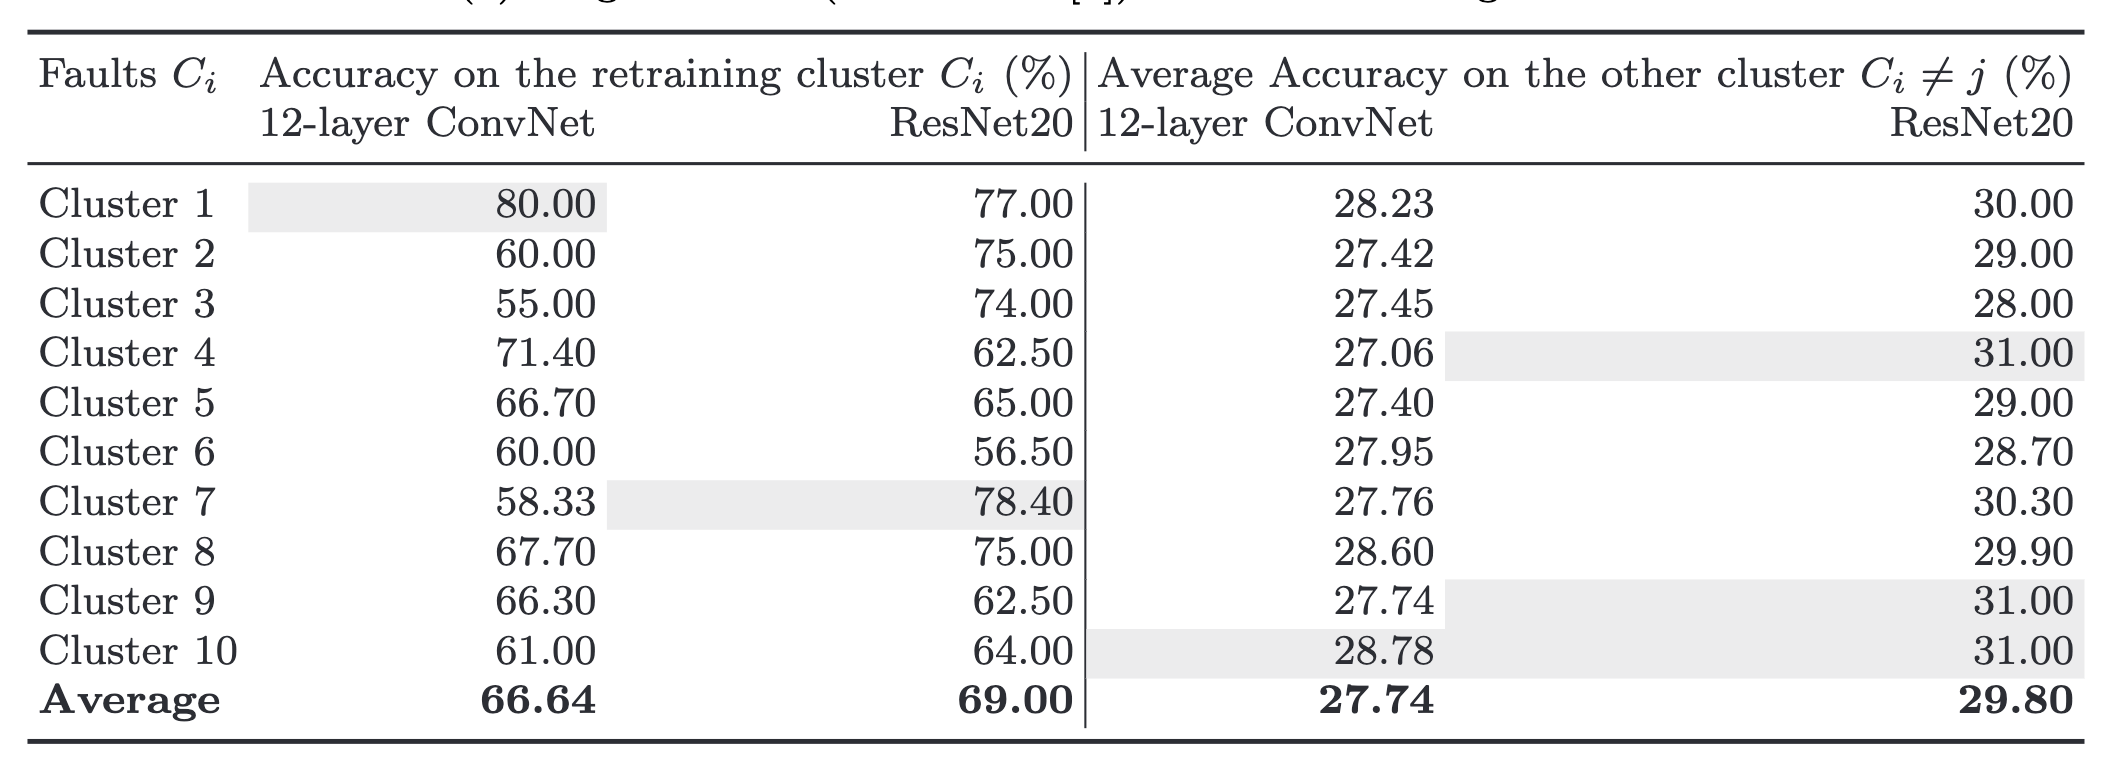 Faults C_i Accuracy on the retraining cluster C_i (%) Average Accuracy on the other cluster C_i ≠ j (%)
12-layer ConvNet ResNet20 12-layer ConvNet ResNet20
Cluster 1 80.00 77.00 28.23 30.00
Cluster 2 60.00 75.00 27.42 29.00
Cluster 3 55.00 74.00 27.45 28.00
Cluster 4 71.40 62.50 27.06 31.00
Cluster 5 66.70 65.00 27.40 29.00
Cluster 6 60.00 56.50 27.95 28.70
Cluster 7 58.33 78.40 27.76 30.30
Cluster 8 67.70 75.00 28.60 29.90
Cluster 9 66.30 62.50 27.74 31.00
Cluster 10 61.00 64.00 28.78 31.00
Average 66.64 69.00 27.74 29.80